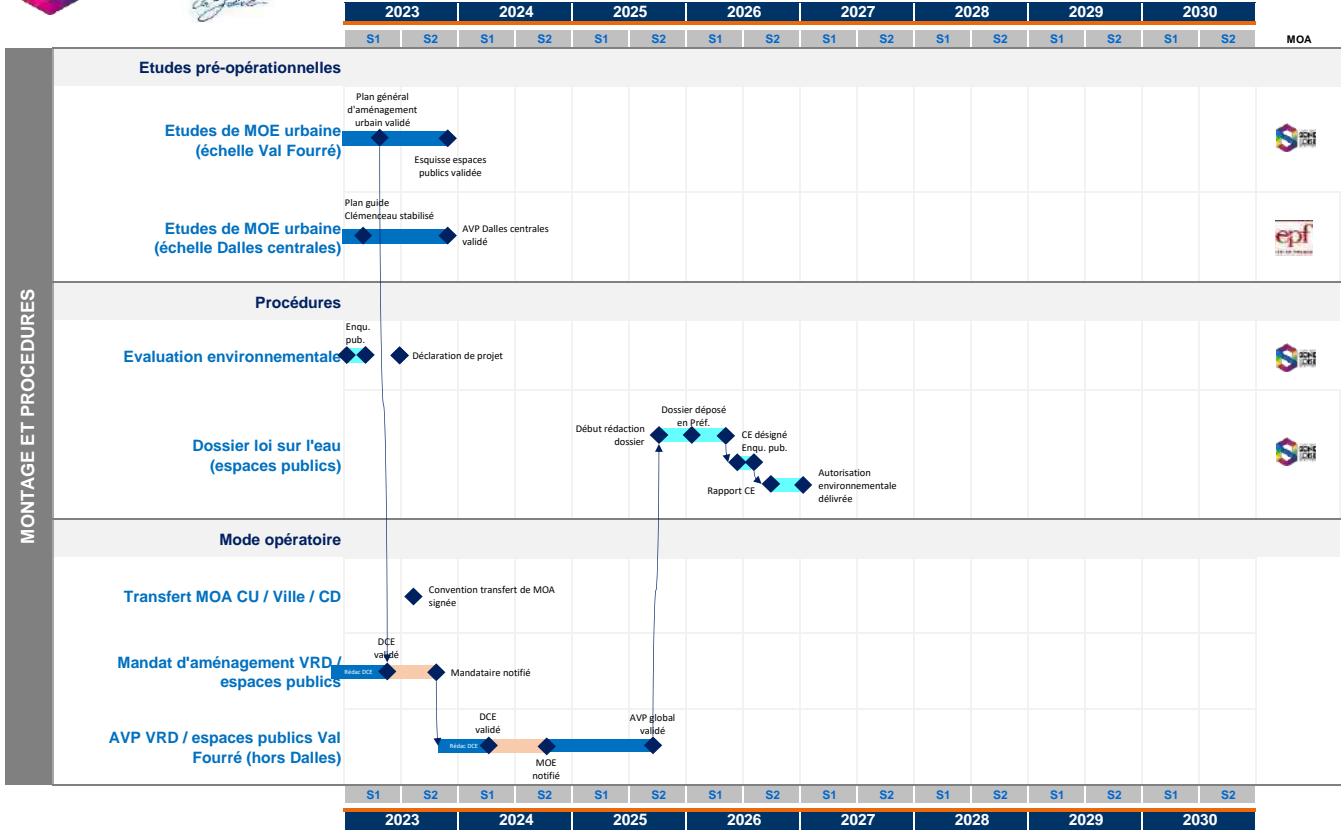 2023 2024 2025 2026 2027 2028 2029 2030
S1 S2 S1 S2 S1 S2 S1 S2 S1 S2 S1 S2 S1 S2 S1 S2 MOA
MONTAGE ET PROCEDURES
Etudes pré-opérationnelles
Plan général
d'aménagement
urbain validé
Etudes de MOE urbaine
(échelle Val Fourré)
Esquisse espaces
publics validée
Plan guide
Clémenceau stabilisé
Etudes de MOE urbaine
(échelle Dalles centrales)
AVP Dalles centrales
validé
epf
Procédures
Enqu.
pub.
Evaluation environnementale
Déclaration de projet
Dossier loi sur l'eau
(espaces publics)
Début rédaction
dossier
Dossier déposé
en Préf.
CE désigné
Enqu. pub.
Rapport CE
Autorisation
environnementale
délivrée
Mode opératoire
Transfert MOA CU / Ville / CD
Convention transfert de MOA
signée
Mandat d'aménagement VRD /
espaces publics
Rédac DCE
DCE
validé
Mandataire notifié
AVP VRD / espaces publics Val
Fourré (hors Dalles)
Rédac DCE
DCE
validé
MOE
notifié
AVP global
validé
S1 S2 S1 S2 S1 S2 S1 S2 S1 S2 S1 S2 S1 S2 S1 S2
2023 2024 2025 2026 2027 2028 2029 2030